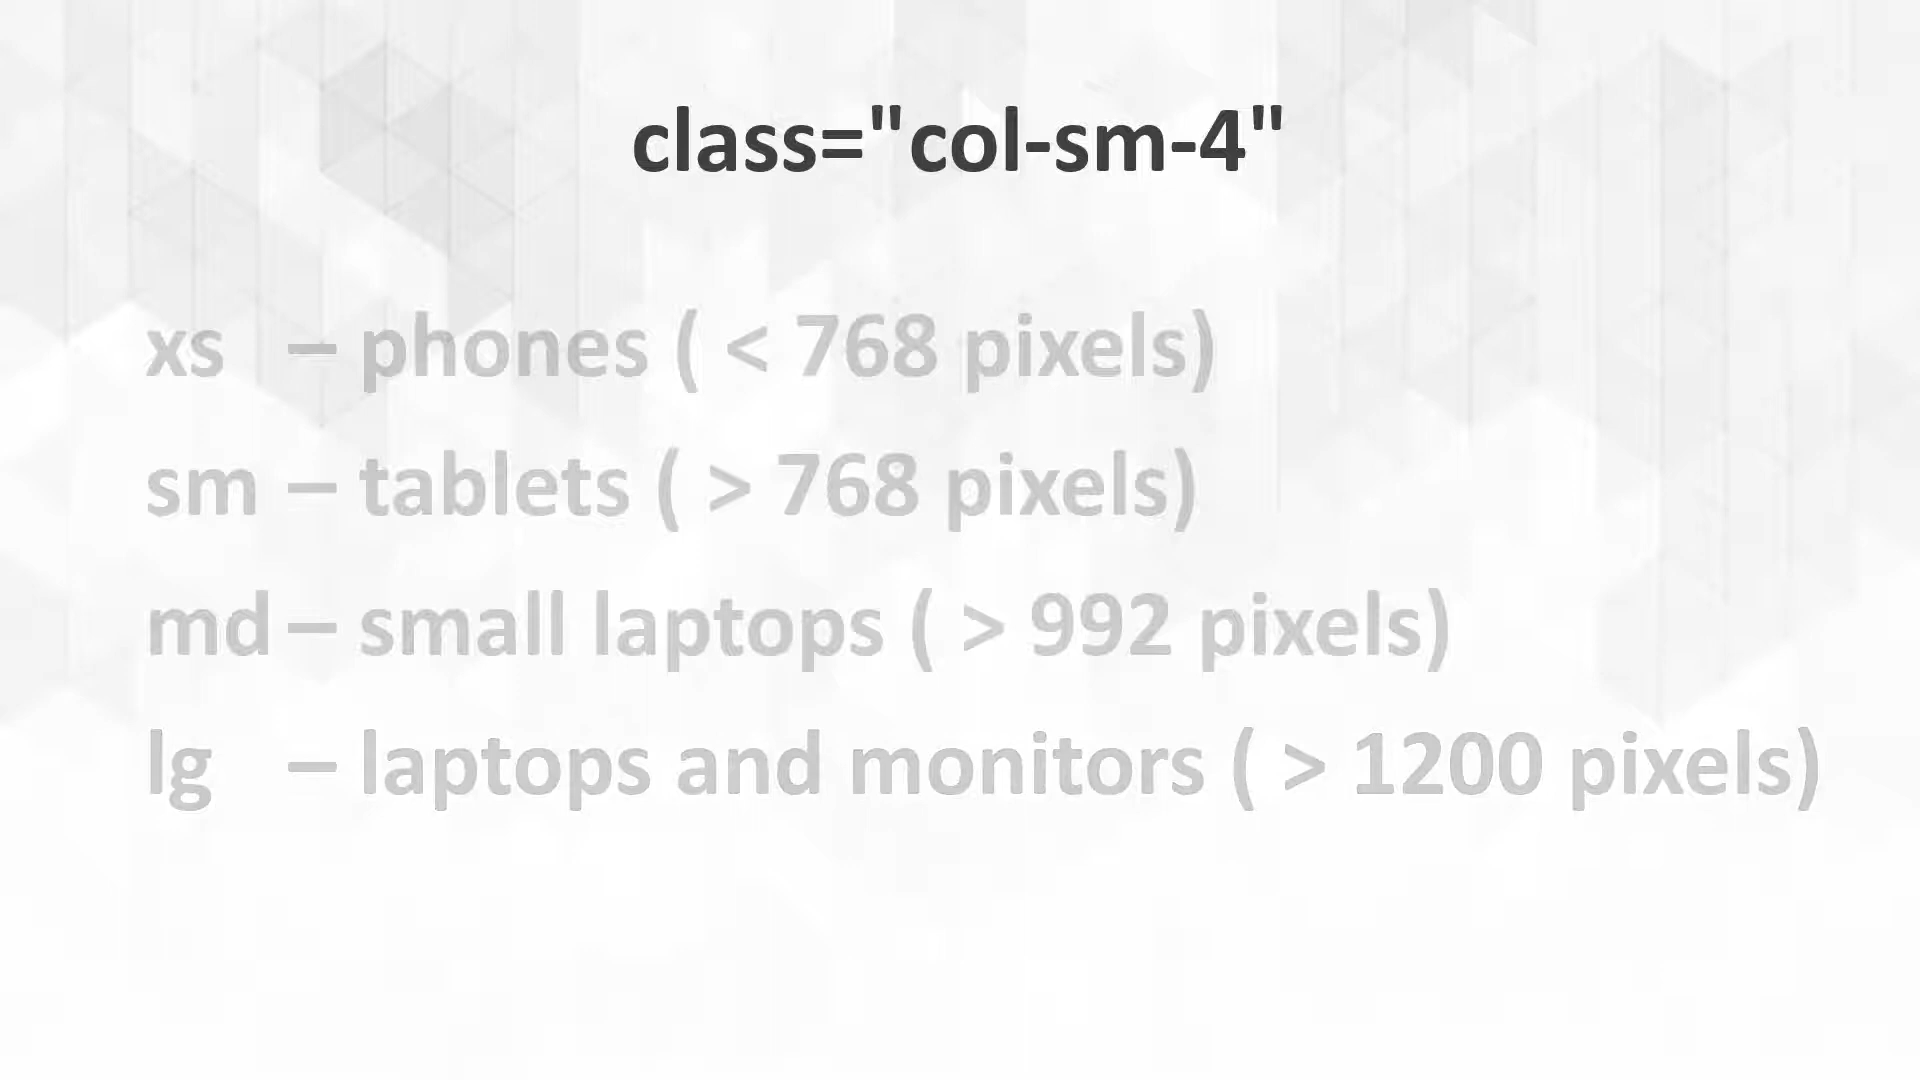 class="col-sm-4"
xs – phones ( < 768 pixels)
sm – tablets ( > 768 pixels)
md – small laptops ( > 992 pixels)
lg – laptops and monitors ( > 1200 pixels)